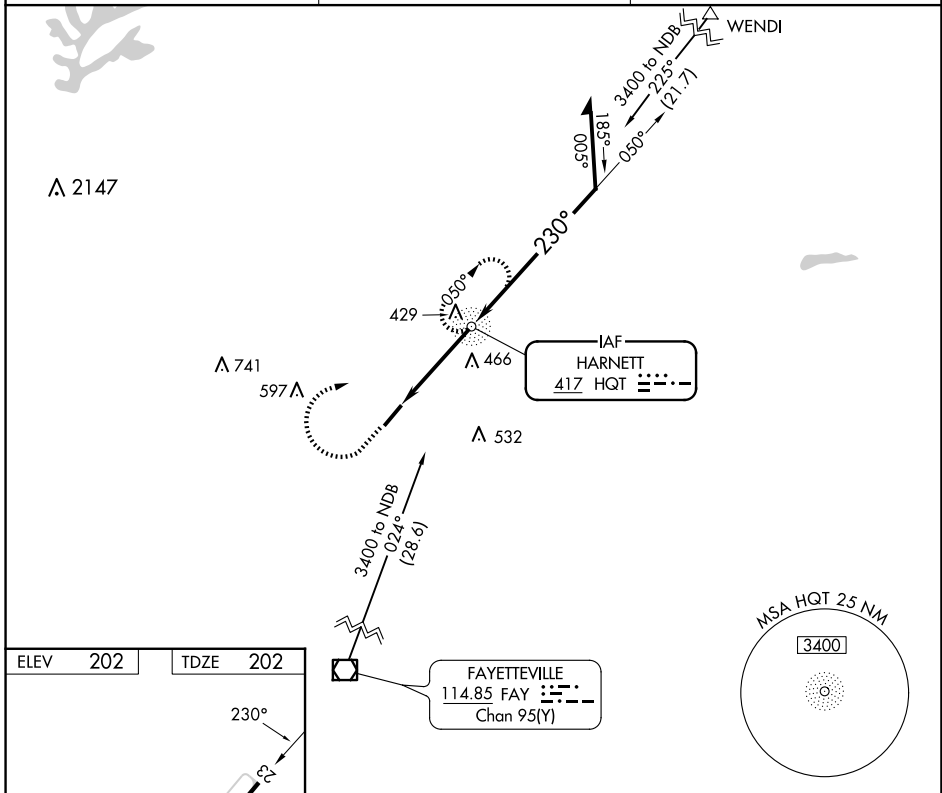 WENDI
3400 to NDB
225°
(21.7)
185°
005°
050°
2147
230°
050°
429
IAF
HARNETT
417 HQT
466
741
597
532
3400 to NDB
024°
(28.6)
MSA HQT 25 NM
3400
ELEV 202
TDZE 202
FAYETTEVILLE
114.85 FAY
Chan 95(Y)
230°
23